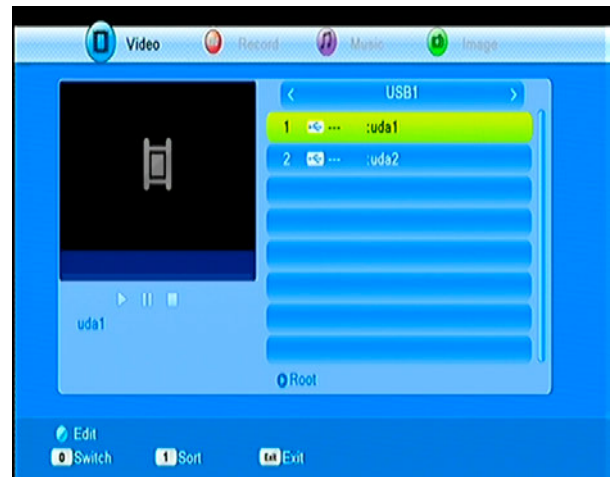 Video Record Music Image
USB1
1 --- :uda1
2 --- :uda2
uda1
Root
Edit
0 Switch 1 Sort Exit Exit